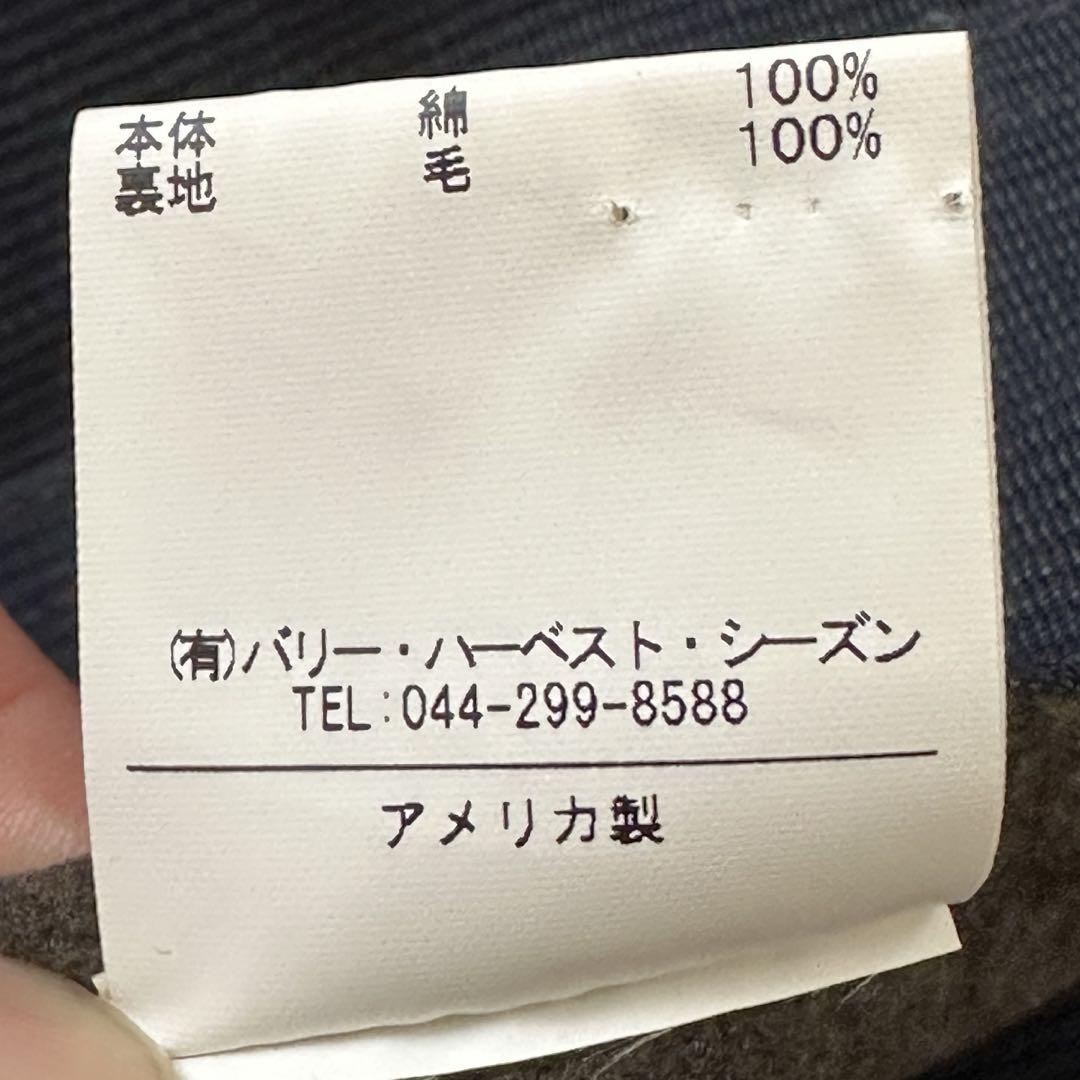 本体 綿 100%
裏地 毛 100%
(有)バリー・ハーベスト・シーズン
TEL:044-299-8588
アメリカ製